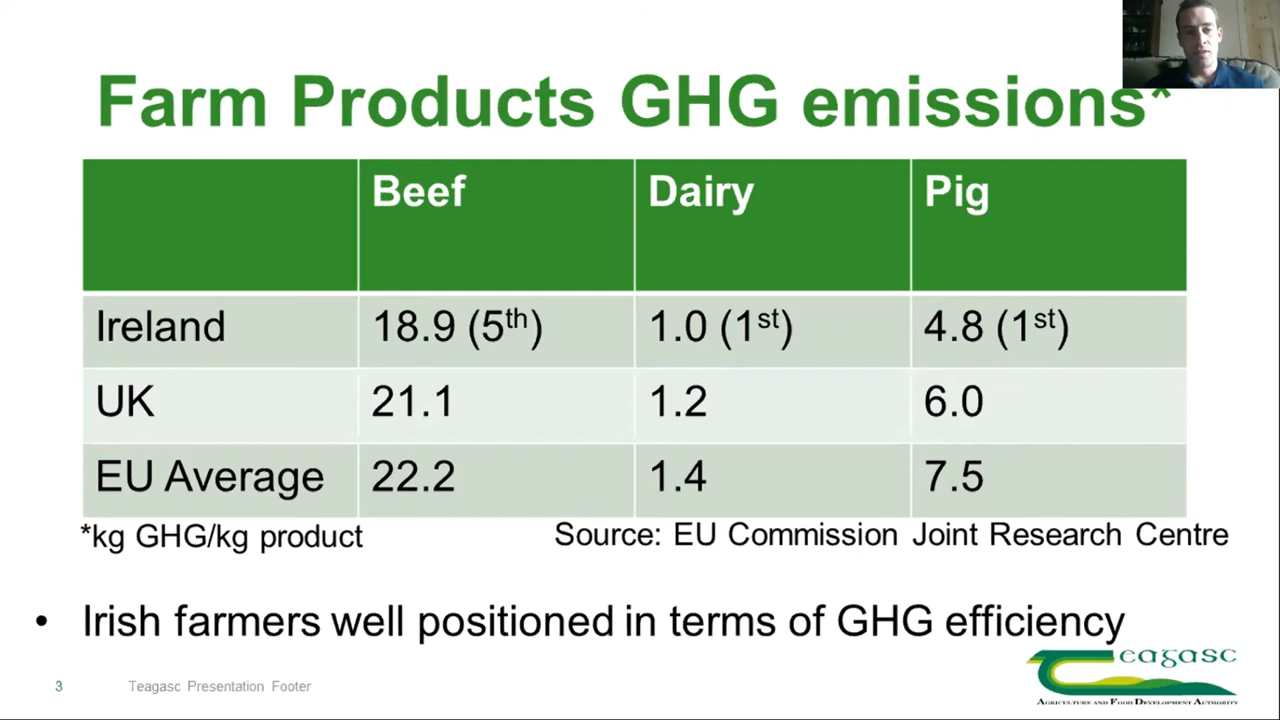 Farm Products GHG emissions*
Beef Dairy Pig
Ireland 18.9 (5th) 1.0 (1st) 4.8 (1st)
UK 21.1 1.2 6.0
EU Average 22.2 1.4 7.5
*kg GHG/kg product Source: EU Commission Joint Research Centre
• Irish farmers well positioned in terms of GHG efficiency
3 Teagasc Presentation Footer
Teagasc
AGRICULTURE AND FOOD DEVELOPMENT AUTHORITY